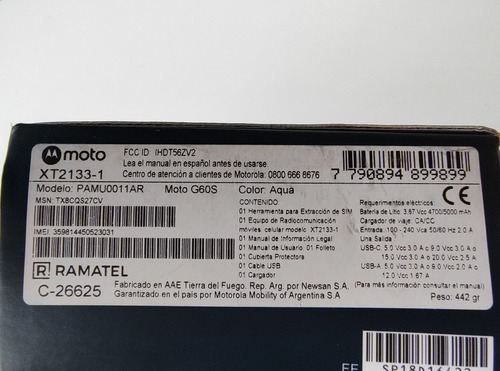 moto
FCC ID: IHDT56ZV2
Lea el manual en español antes de usarse.
Centro de atención a clientes de Motorola: 0800 666 8676
7 790894 899899
XT2133-1
Modelo: PAMU0011AR Moto G60S Color: Aqua
MSN: TX8CQS27CV
IMEI: 359814450523031
CONTENIDO
01 Herramienta para Extracción de SIM
01 Equipo de Radiocomunicación
móviles celular modelo XT2133-1
01 Manual de Información Legal
01 Manual de Usuario. 01 Folleto
01 Cubierta Protectora
01 Cable USB
01 Cargador
Requerimientos eléctricos: CE
Batería de Litio: 3.87 Vcc 4700/5000 mAh
Cargador de viaje: CA/CC
Entrada: 100 - 240 Vca 50/60 Hz 2.0 A
Una Salida:
USB-C: 5.0 Vcc 3.0 A o 9.0 Vcc 3.0 A o
15.0 Vcc 3.0 A o 20.0 Vcc 2.5 A
USB-A: 5.0 Vcc 3.0 A o 9.0 Vcc 2.0 A o
12.0 Vcc 1.67 A
(Para más información consultar el manual)
Peso: 442 gr
R RAMATEL
C-26625
Fabricado en AAE Tierra del Fuego. Rep. Arg. por Newsan S.A.
Garantizado en el pais por Motorola Mobility of Argentina S.A.